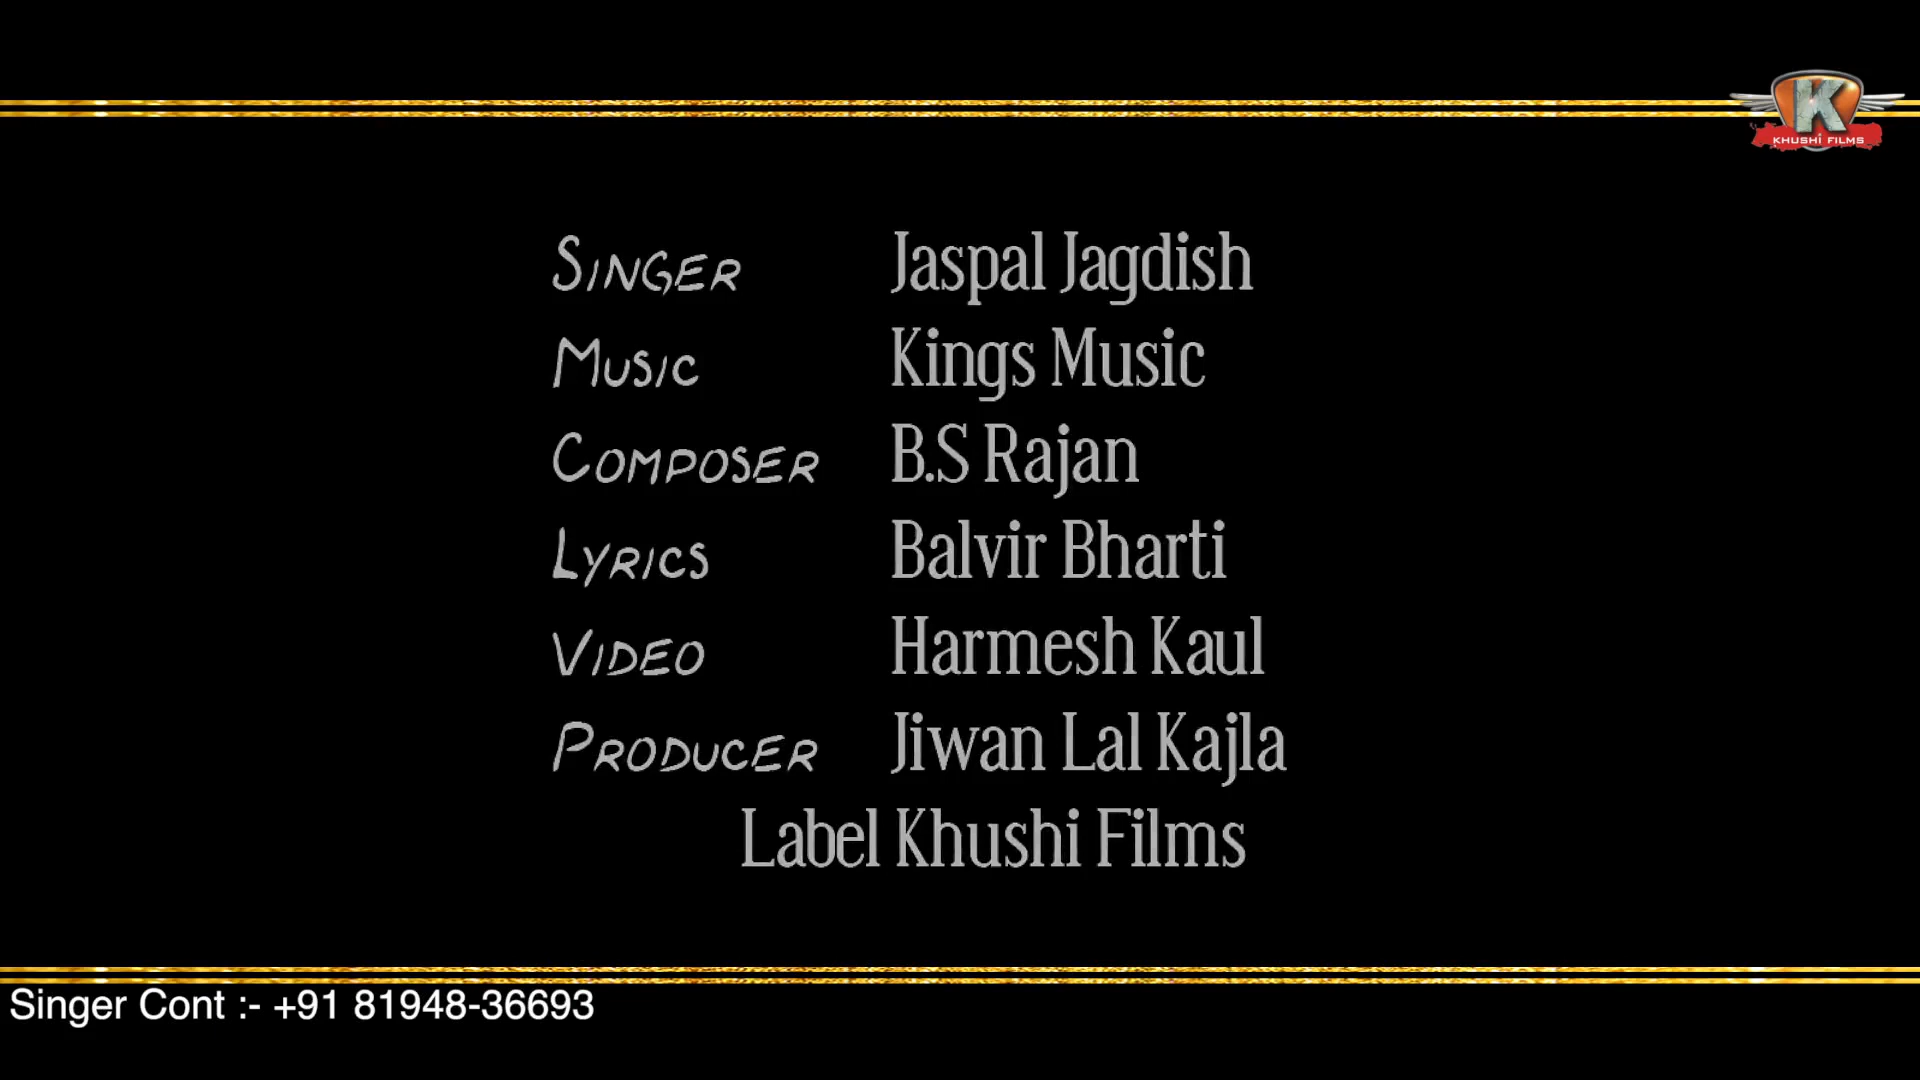 K
KHUSHI FILMS
SINGER Jaspal Jagdish
MUSIC Kings Music
COMPOSER B.S Rajan
LYRICS Balvir Bharti
VIDEO Harmesh Kaul
PRODUCER Jiwan Lal Kajla
Label Khushi Films
Singer Cont :- +91 81948-36693